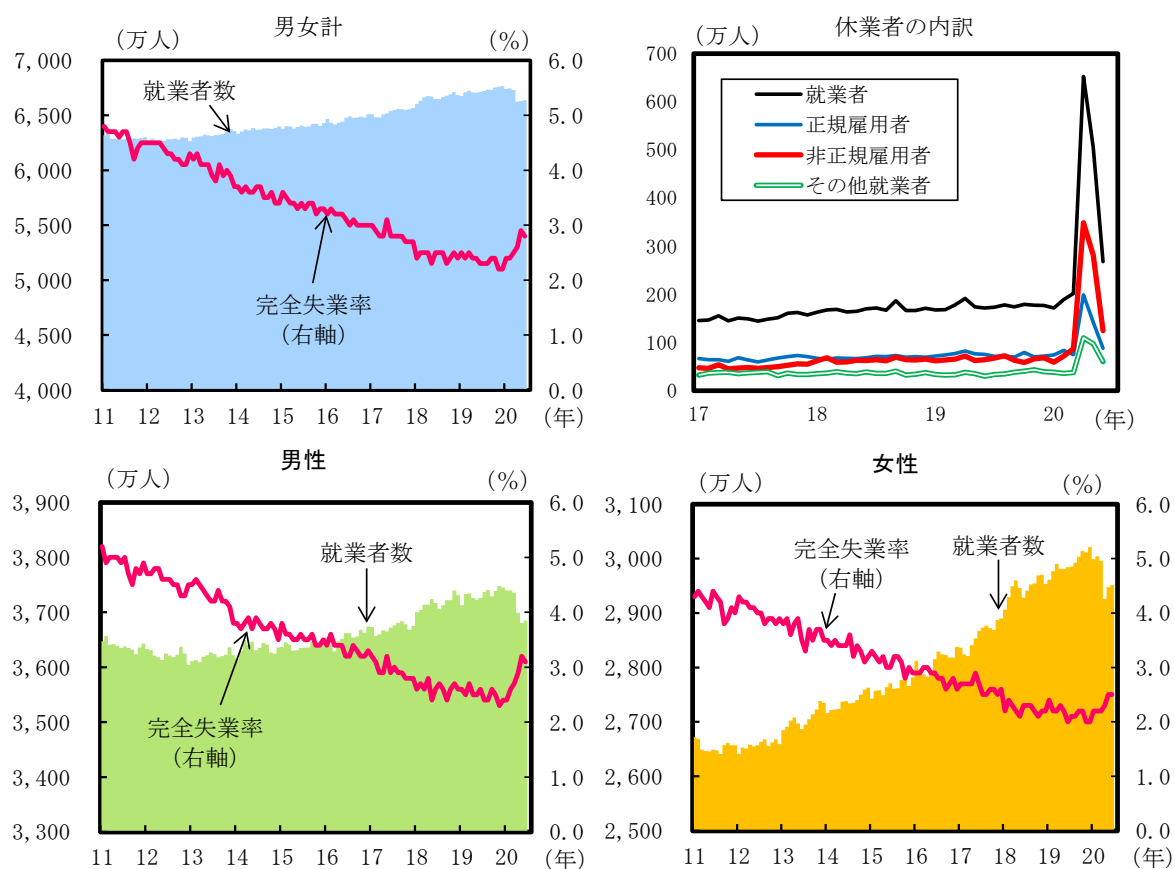 男女計
(万人)
(%)
7,000
6,500
6,000
5,500
5,000
4,500
4,000
6.0
5.0
4.0
3.0
2.0
1.0
0.0
就業者数
完全失業率
(右軸)
11 12 13 14 15 16 17 18 19 20 (年)
休業者の内訳
(万人)
700
600
500
400
300
200
100
0
就業者
正規雇用者
非正規雇用者
その他就業者
17 18 19 20 (年)
男性
(万人)
(%)
3,900
3,800
3,700
3,600
3,500
3,400
3,300
6.0
5.0
4.0
3.0
2.0
1.0
0.0
就業者数
完全失業率
(右軸)
11 12 13 14 15 16 17 18 19 20 (年)
女性
(万人)
(%)
3,100
3,000
2,900
2,800
2,700
2,600
2,500
6.0
5.0
4.0
3.0
2.0
1.0
0.0
完全失業率
(右軸)
就業者数
11 12 13 14 15 16 17 18 19 20 (年)